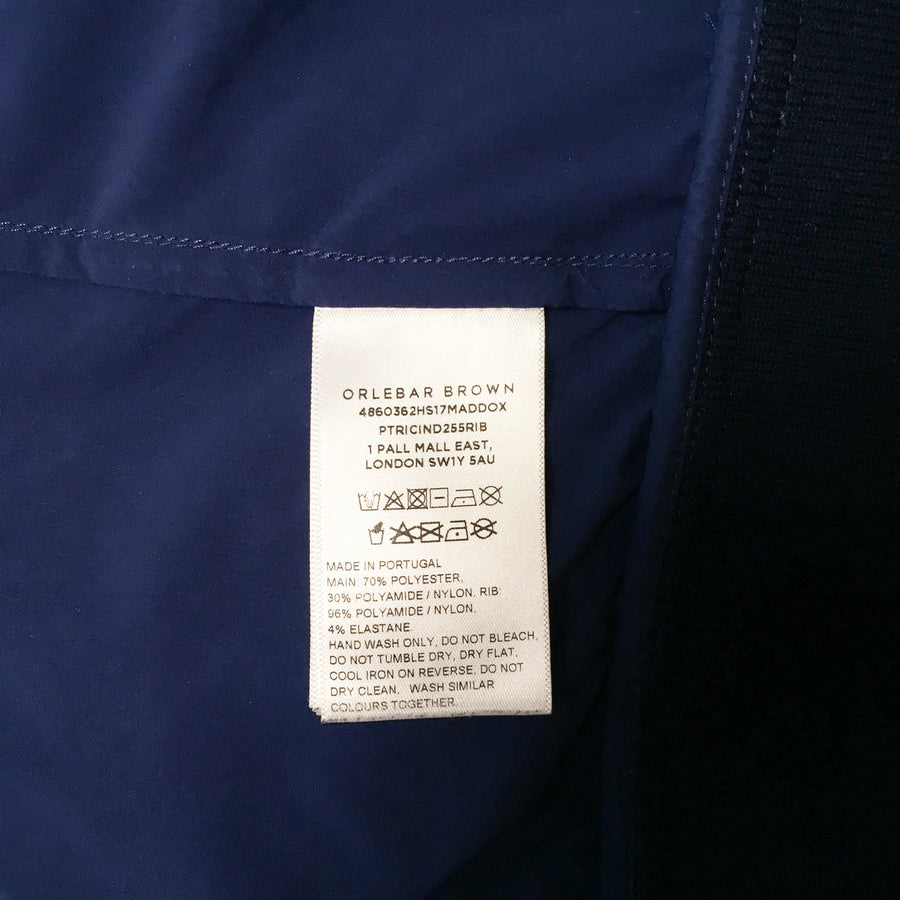 ORLEBAR BROWN
4860362HS17MADDOX
PTRICIND255RIB
1 PALL MALL EAST,
LONDON SW1Y 5AU
MADE IN PORTUGAL
MAIN: 70% POLYESTER,
30% POLYAMIDE / NYLON. RIB:
96% POLYAMIDE / NYLON.
4% ELASTANE.
HAND WASH ONLY, DO NOT BLEACH,
DO NOT TUMBLE DRY, DRY FLAT,
COOL IRON ON REVERSE, DO NOT
DRY CLEAN, WASH SIMILAR
COLOURS TOGETHER.